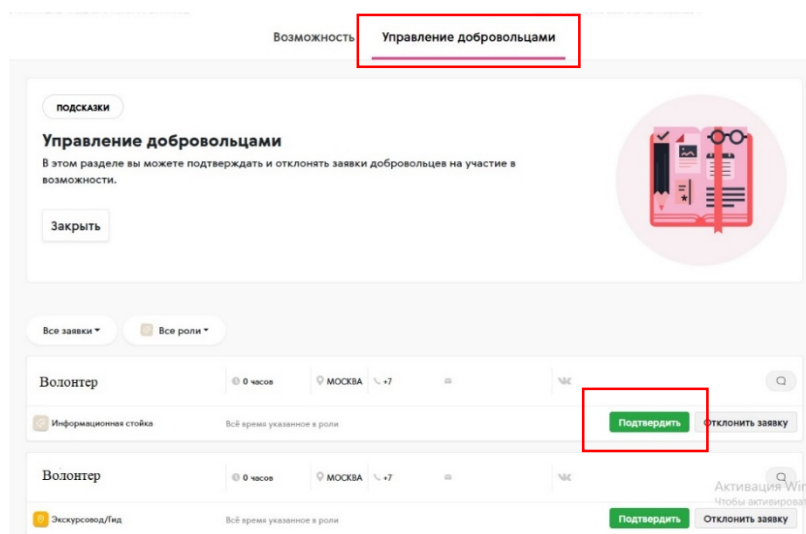 Возможность Управление добровольцами
подсказки
Управление добровольцами
В этом разделе вы можете подтверждать и отклонять заявки добровольцев на участие в
возможности.
Закрыть
Все заявки Все роли
Волонтер 0 часов МОСКВА +7
Информационная стойка Всё время указанное в роли Подтвердить Отклонить заявку
Волонтер 0 часов МОСКВА +7
Активация Win
Чтобы активироват
Экскурсовод/Гид Всё время указанное в роли Подтвердить Отклонить заявку